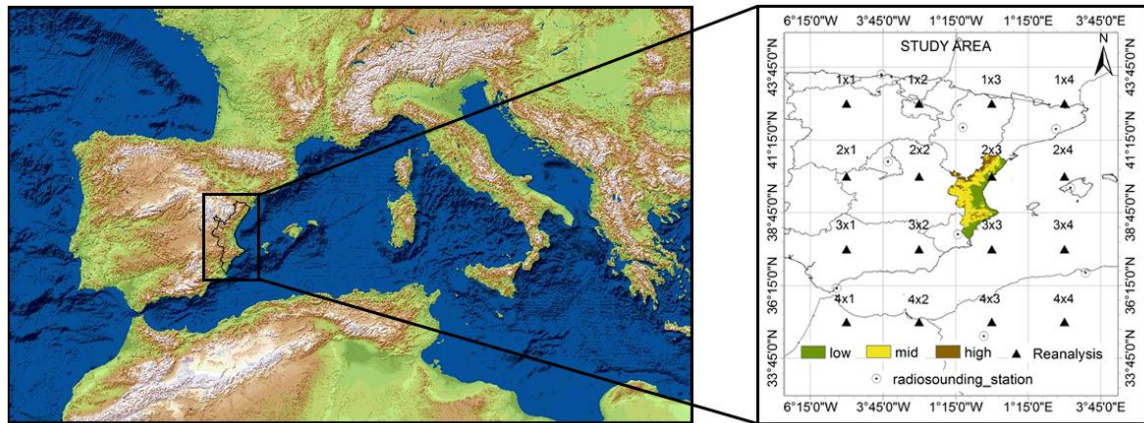 6°15'0"W 3°45'0"W 1°15'0"W 1°15'0"E 3°45'0"E
STUDY AREA
N
43°45'0"N 43°45'0"N
1x1 1x2 1x3 1x4
41°15'0"N 41°15'0"N
2x1 2x2 2x3 2x4
38°45'0"N 38°45'0"N
3x1 3x2 3x3 3x4
36°15'0"N 36°15'0"N
4x1 4x2 4x3 4x4
33°45'0"N 33°45'0"N
low mid high Reanalysis
radiosounding_station
6°15'0"W 3°45'0"W 1°15'0"W 1°15'0"E 3°45'0"E